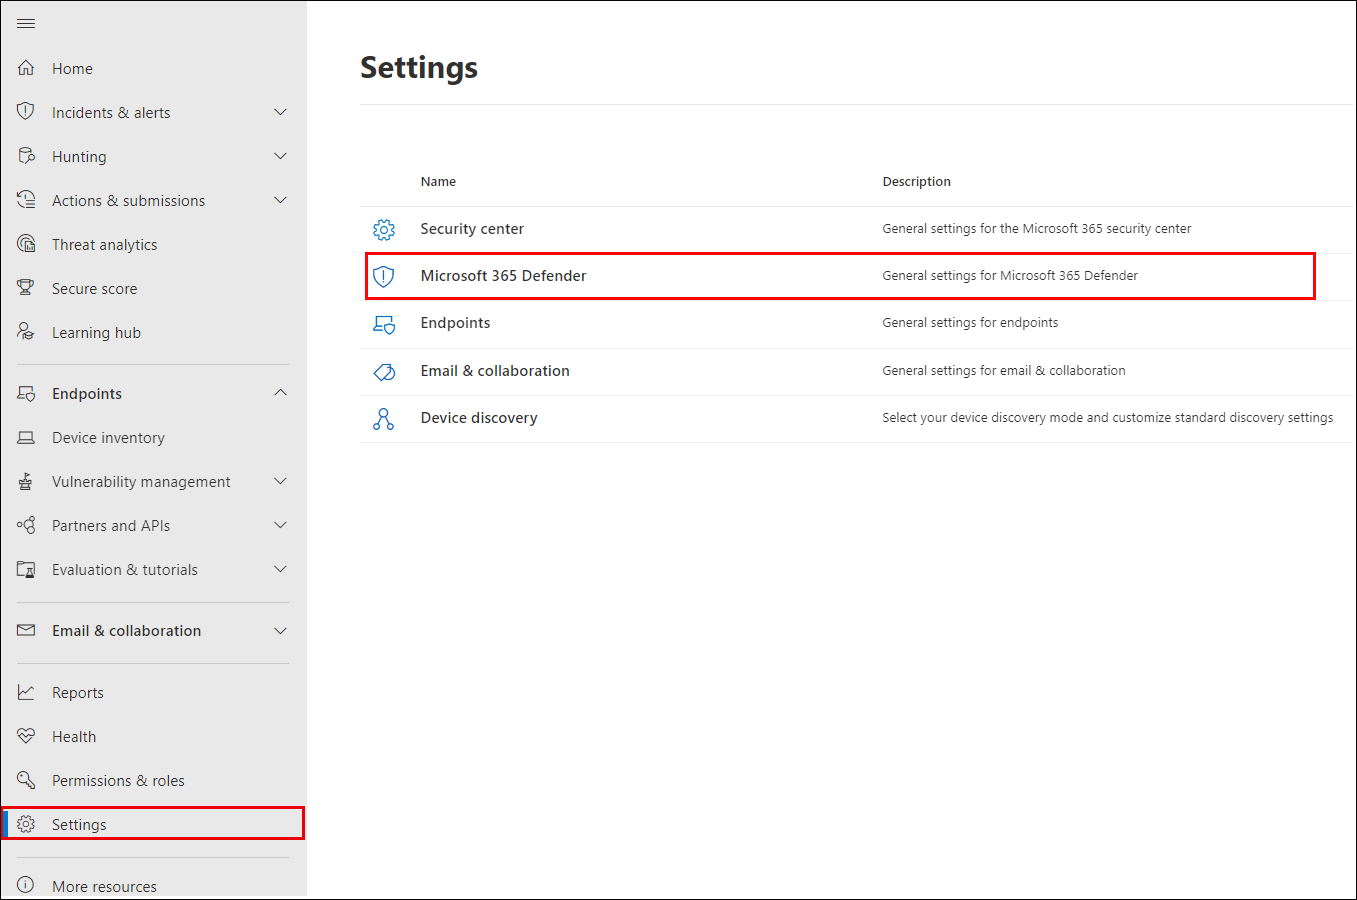 Home
Incidents & alerts
Hunting
Actions & submissions
Threat analytics
Secure score
Learning hub
Endpoints
Device inventory
Vulnerability management
Partners and APIs
Evaluation & tutorials
Email & collaboration
Reports
Health
Permissions & roles
Settings
More resources
Settings
Name Description
Security center General settings for the Microsoft 365 security center
Microsoft 365 Defender General settings for Microsoft 365 Defender
Endpoints General settings for endpoints
Email & collaboration General settings for email & collaboration
Device discovery Select your device discovery mode and customize standard discovery settings